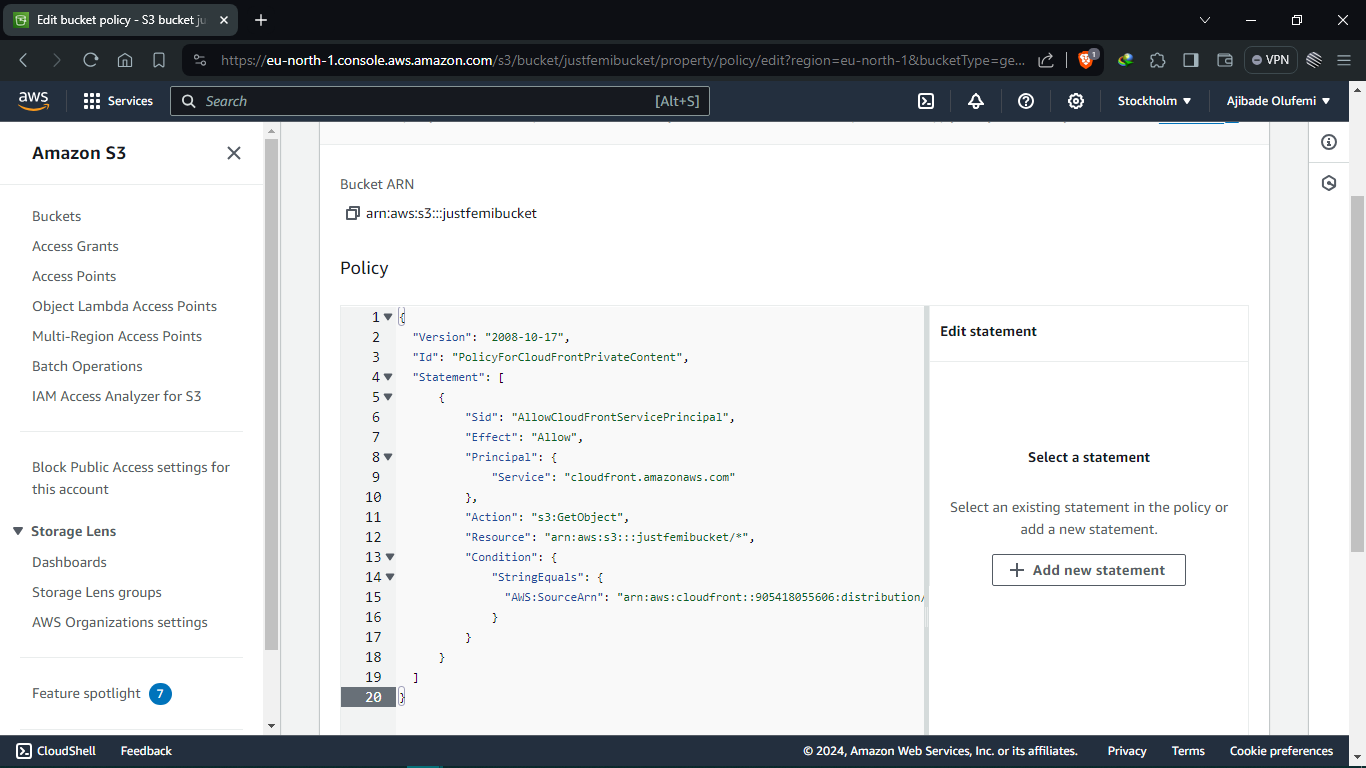 Edit bucket policy - S3 bucket ju
https://eu-north-1.console.aws.amazon.com/s3/bucket/justfemibucket/property/policy/edit?region=eu-north-1&bucketType=ge...
1
VPN
aws
Services
Search
[Alt+S]
Stockholm
Ajibade Olufemi
Amazon S3
Buckets
Access Grants
Access Points
Object Lambda Access Points
Multi-Region Access Points
Batch Operations
IAM Access Analyzer for S3
Block Public Access settings for
this account
Storage Lens
Dashboards
Storage Lens groups
AWS Organizations settings
Feature spotlight 7
Bucket ARN
arn:aws:s3:::justfemibucket
Policy
1 {
2 "Version": "2008-10-17",
3 "Id": "PolicyForCloudFrontPrivateContent",
4 "Statement": [
5 {
6 "Sid": "AllowCloudFrontServicePrincipal",
7 "Effect": "Allow",
8 "Principal": {
9 "Service": "cloudfront.amazonaws.com"
10 },
11 "Action": "s3:GetObject",
12 "Resource": "arn:aws:s3:::justfemibucket/*",
13 "Condition": {
14 "StringEquals": {
15 "AWS:SourceArn": "arn:aws:cloudfront::905418055606:distribution/
16 }
17 }
18 }
19 ]
20 }
Edit statement
Select a statement
Select an existing statement in the policy or
add a new statement.
Add new statement
CloudShell
Feedback
© 2024, Amazon Web Services, Inc. or its affiliates.
Privacy
Terms
Cookie preferences